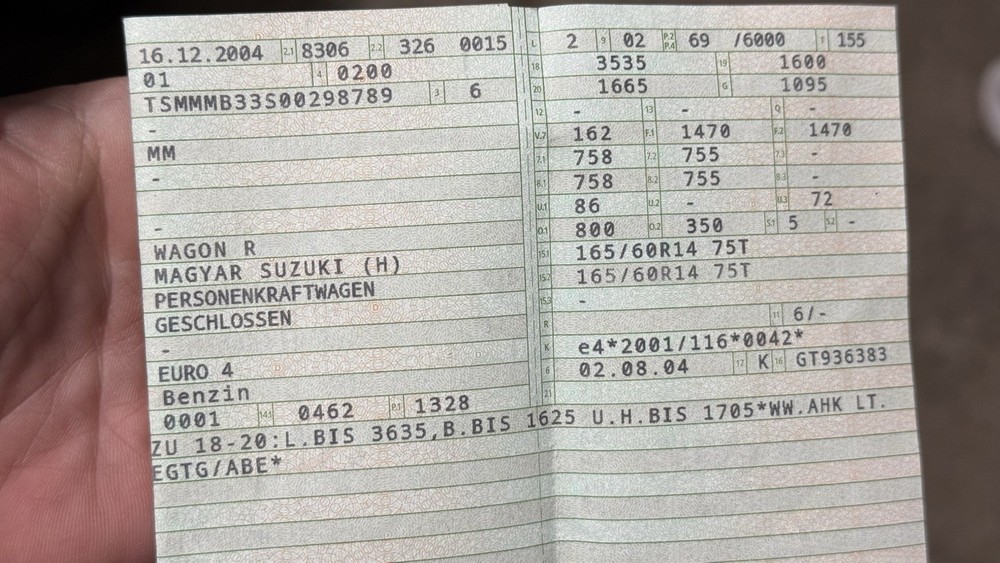 16.12.2004 2.1 8306 2.2 326 0015
01 4 0200
TSMMMB33S00298789 3 6
-
MM
-
-
WAGON R
MAGYAR SUZUKI (H)
PERSONENKRAFTWAGEN
GESCHLOSSEN
-
EURO 4
Benzin
0001 14.1 0462 P.1 1328
ZU 18-20:L.BIS 3635,B.BIS 1625 U.H.BIS 1705*WW.AHK LT.
EGTG/ABE*
L 2 9 02 P.2 P.4 69 /6000 T 155
18 3535 19 1600
20 1665 G 1095
12 - 13 - Q -
V.7 162 F.1 1470 F.2 1470
7.1 758 7.2 755 7.3 -
8.1 758 8.2 755 8.3 -
U.1 86 U.2 - U.3 72
O.1 800 O.2 350 S.1 5 S.2 -
15.1 165/60R14 75T
15.2 165/60R14 75T
15.3 -
R 11 6/-
K e4*2001/116*0042*
6 02.08.04 17 K 16 GT936383
21